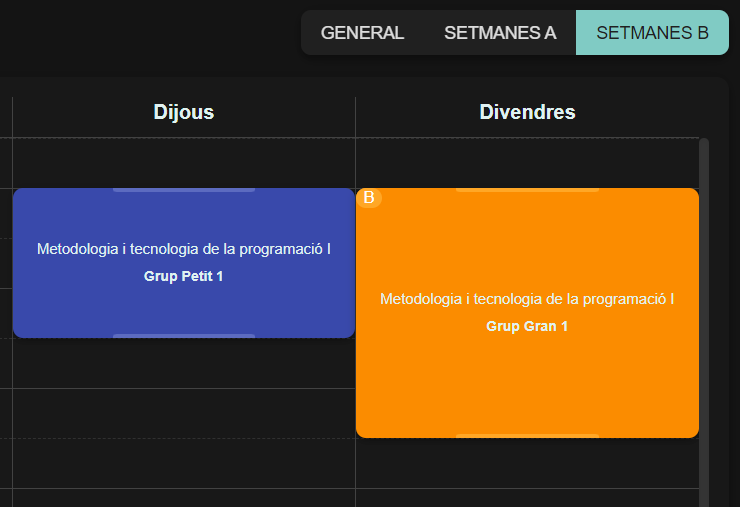 GENERAL SETMANES A SETMANES B
Dijous Divendres
B
Metodologia i tecnologia de la programació I
Grup Petit 1
Metodologia i tecnologia de la programació I
Grup Gran 1